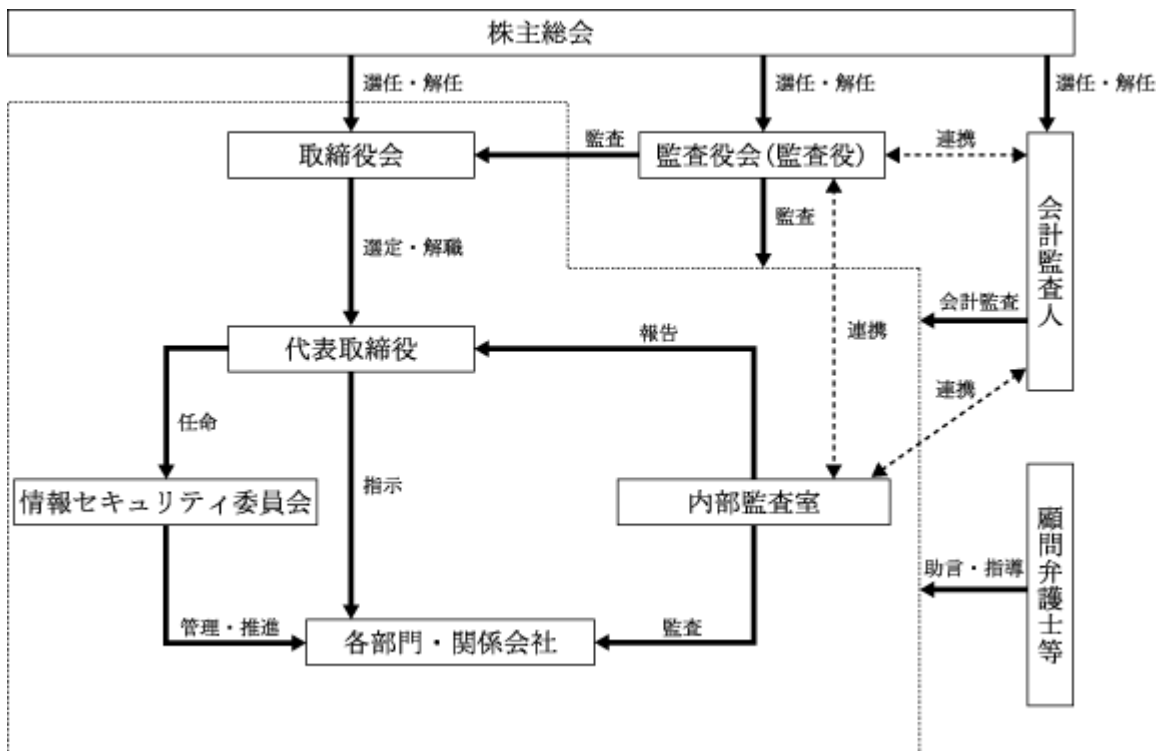 株主総会
選任・解任
選任・解任
選任・解任
取締役会
監査
監査役会(監査役)
連携
会計監査人
監査
選定・解職
会計監査
代表取締役
報告
連携
連携
任命
指示
情報セキュリティ委員会
内部監査室
顧問弁護士等
助言・指導
管理・推進
各部門・関係会社
監査